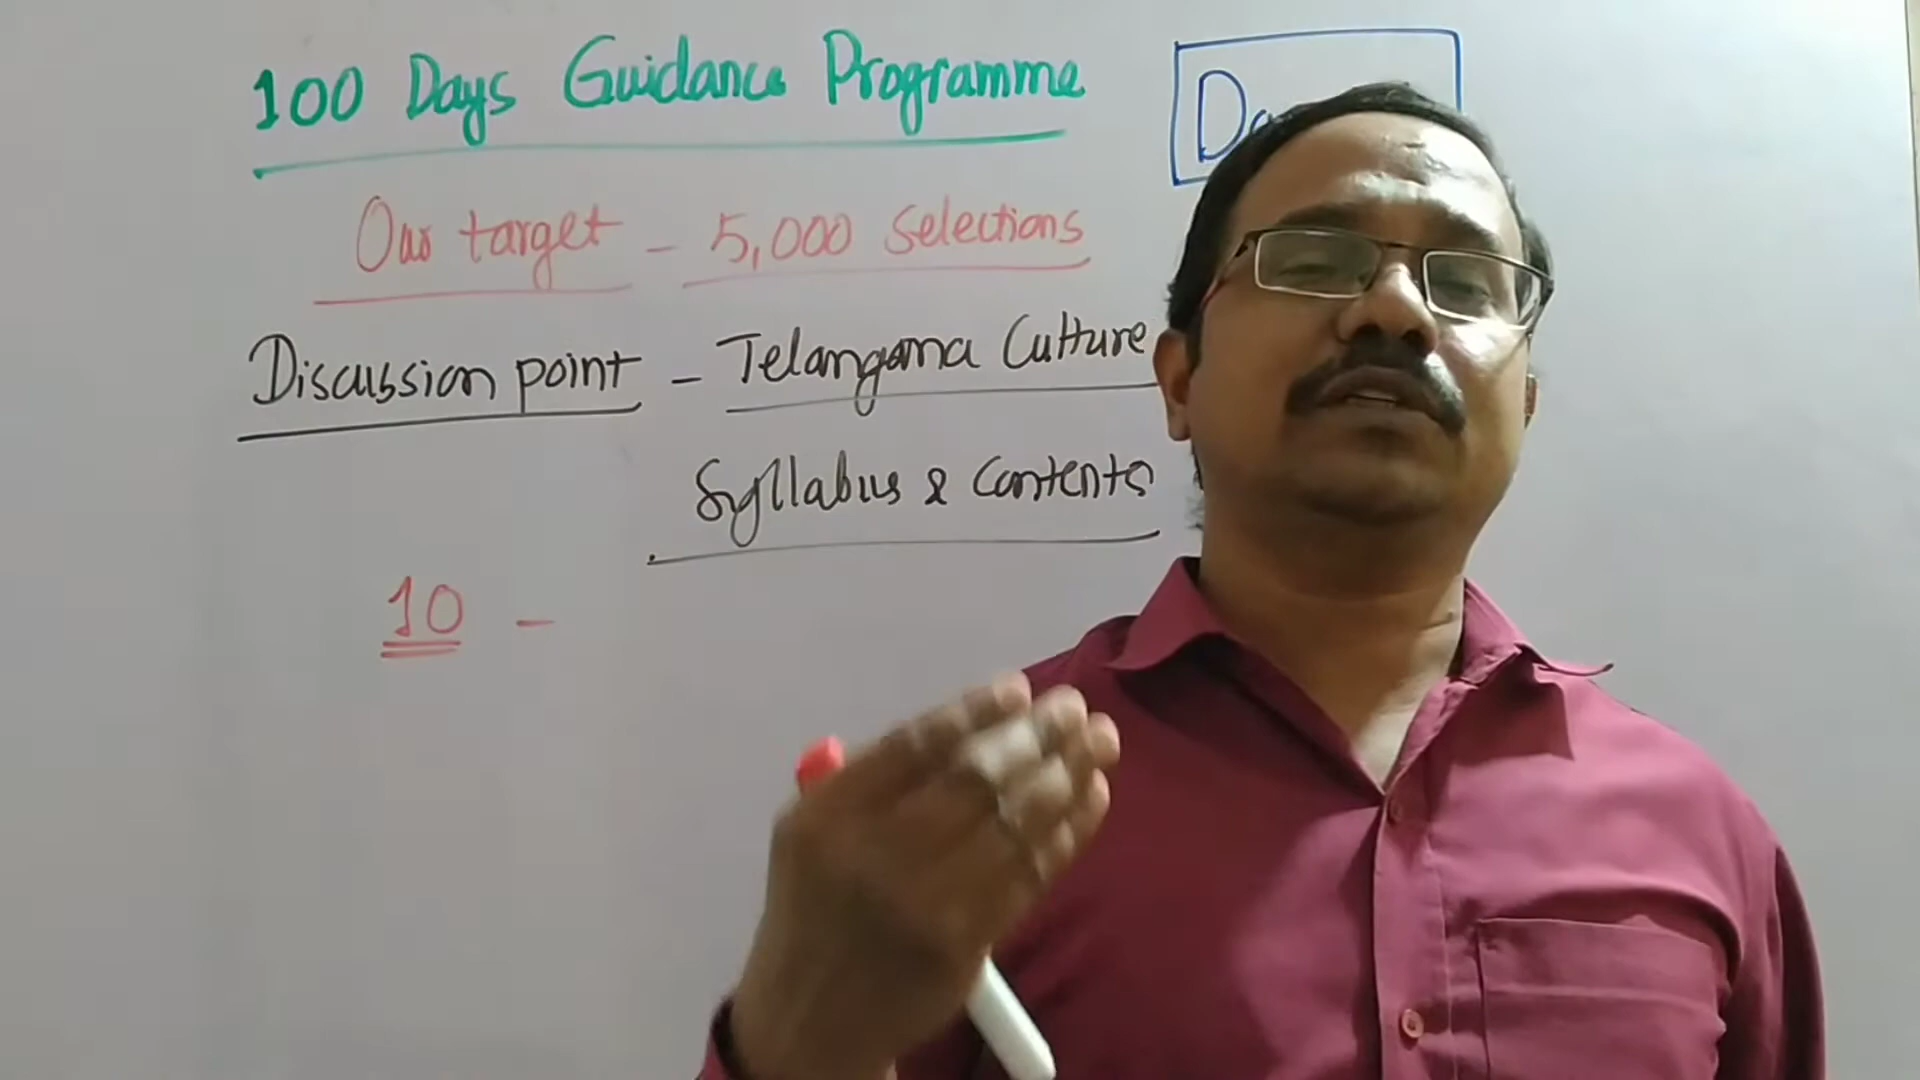 100 Days Guidance Programme
Our target - 5,000 Selections
Discussion point - Telangana Culture
Syllabus & Contents
10 -